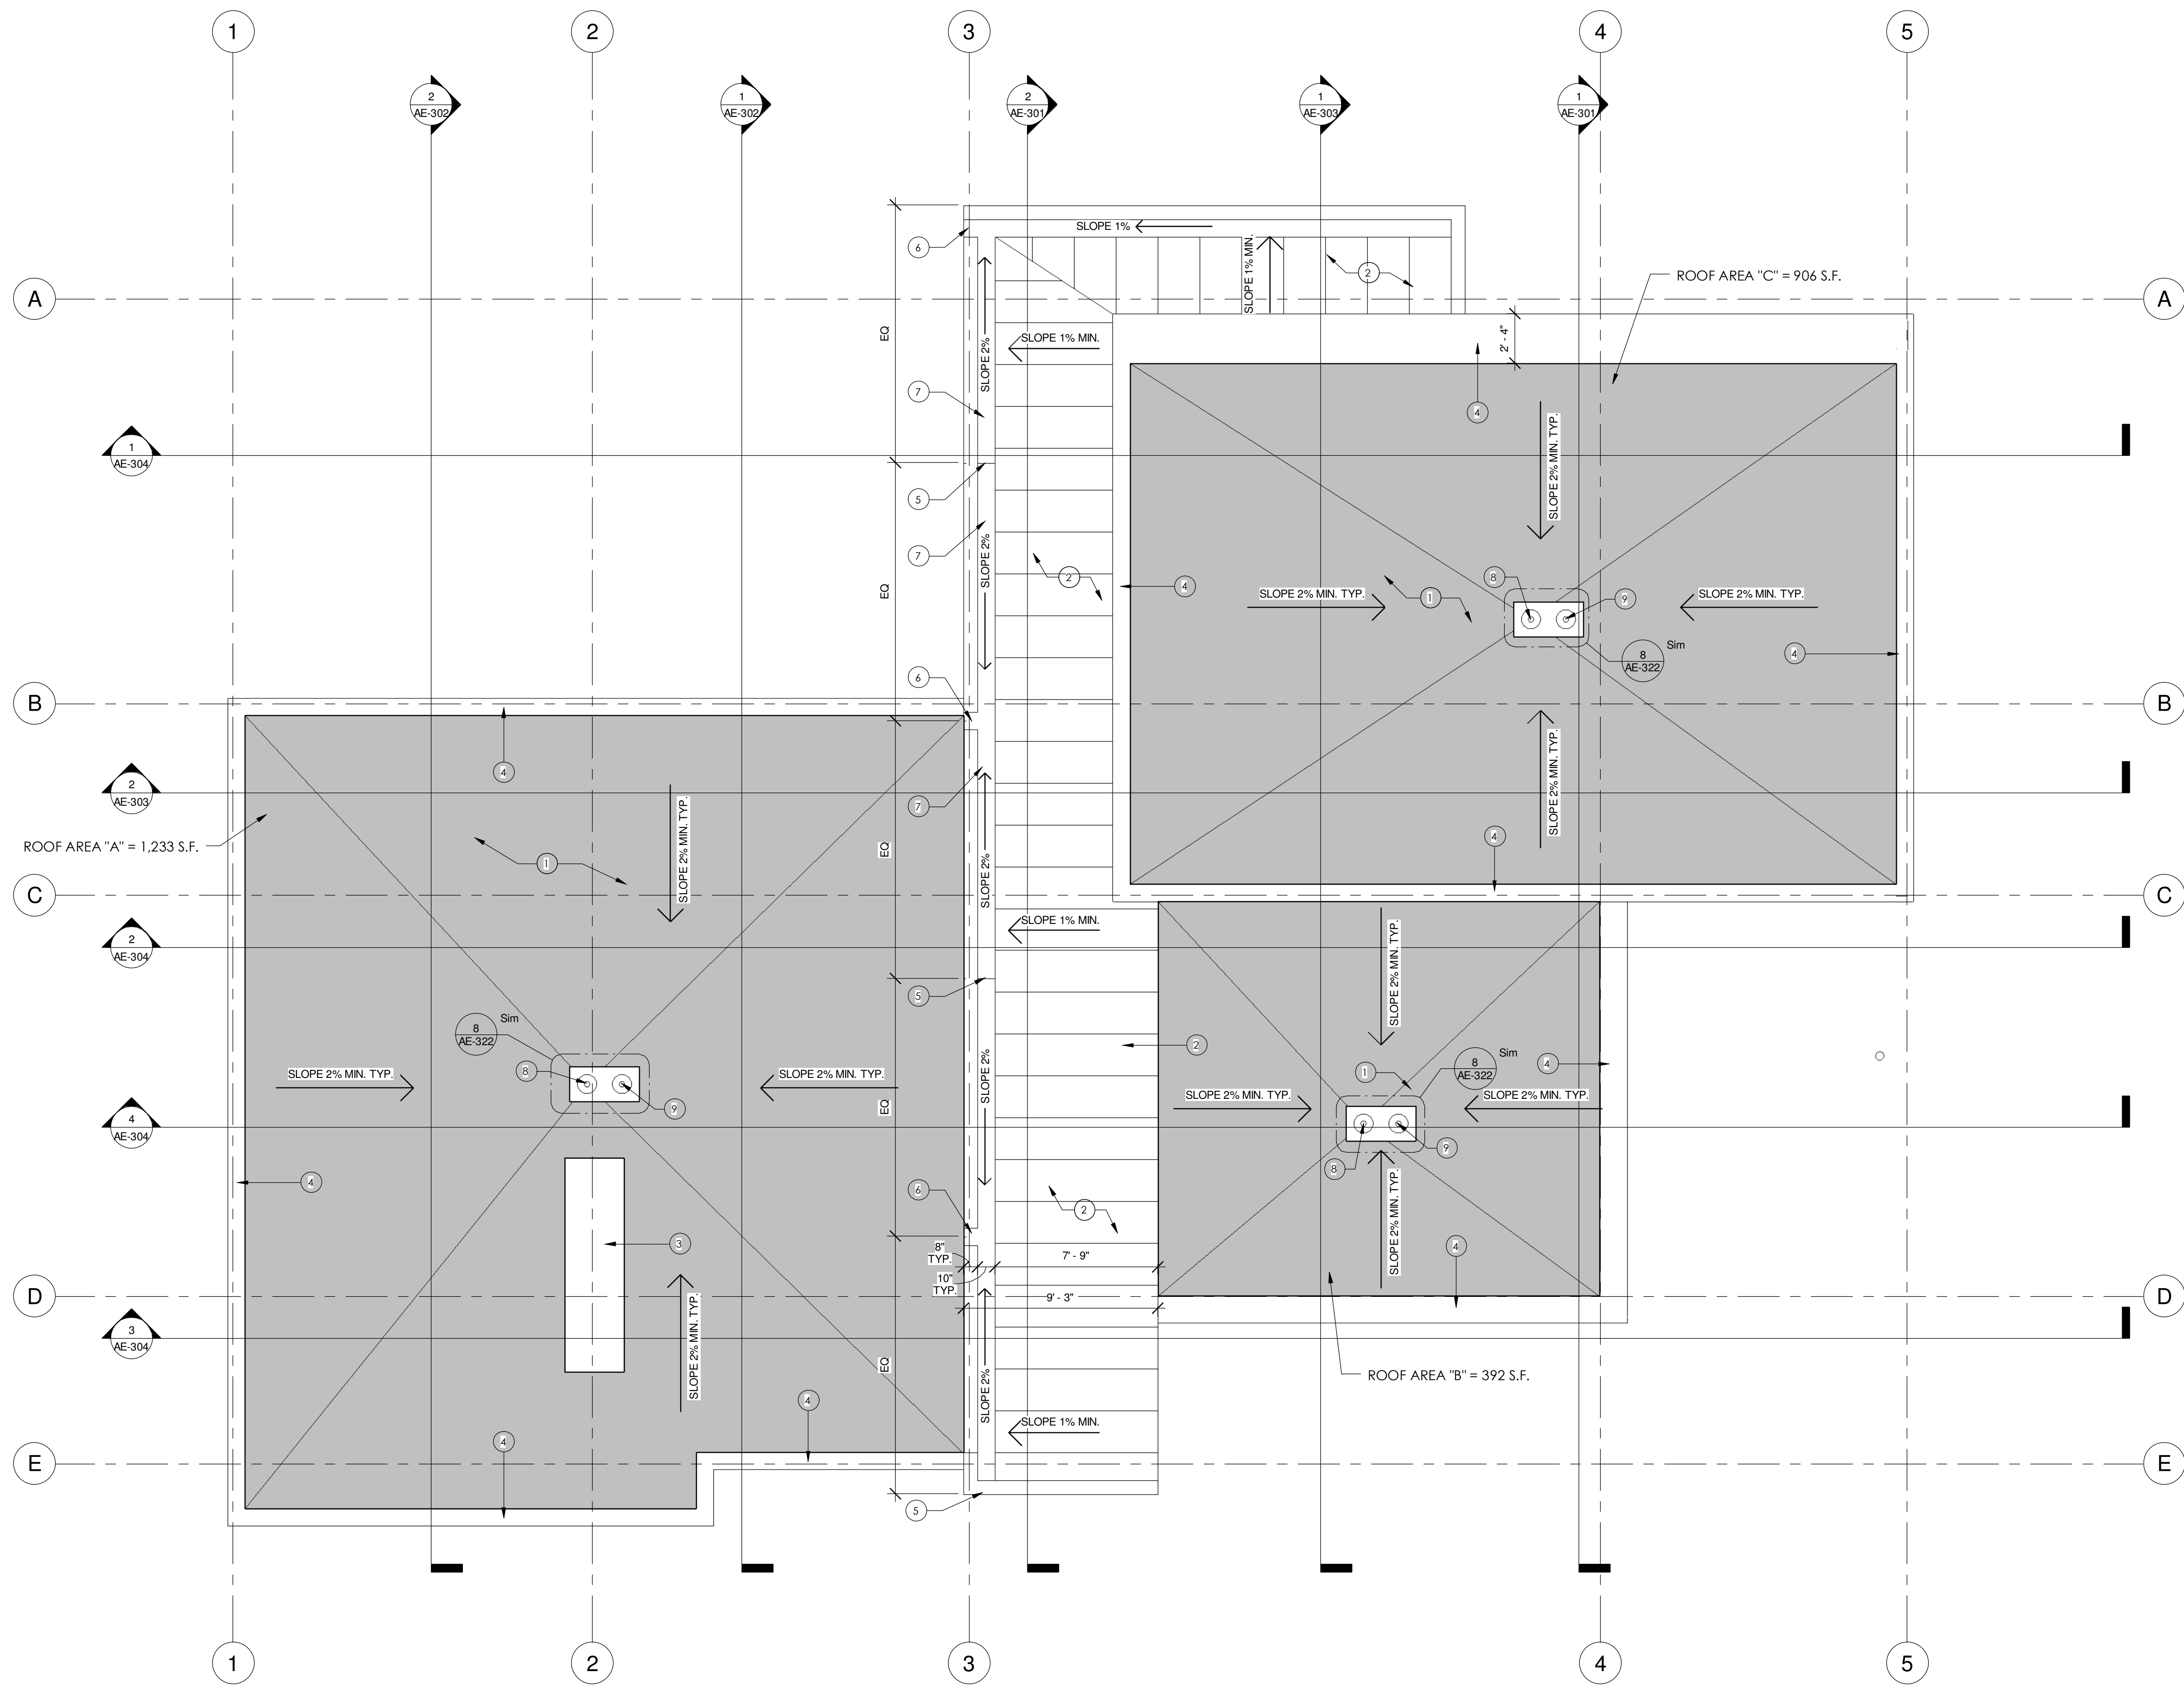 1
2
3
4
5
2
AE-302
1
AE-302
2
AE-301
1
AE-303
1
AE-301
SLOPE 1%
6
SLOPE 1% MIN.
2
ROOF AREA "C" = 906 S.F.
A
A
EQ
SLOPE 2%
SLOPE 1% MIN.
2' - 4"
7
4
1
AE-304
SLOPE 2% MIN. TYP.
5
7
SLOPE 2%
EQ
2
4
SLOPE 2% MIN. TYP.
1
8
9
SLOPE 2% MIN. TYP.
8
AE-322
Sim
4
6
B
B
4
SLOPE 2% MIN. TYP.
2
AE-303
7
SLOPE 2% MIN. TYP.
ROOF AREA "A" = 1,233 S.F.
1
EQ
SLOPE 2%
4
C
C
SLOPE 1% MIN.
2
AE-304
SLOPE 2% MIN. TYP.
5
8
AE-322
Sim
2
8
SLOPE 2% MIN. TYP.
SLOPE 2% MIN. TYP.
9
EQ
SLOPE 2%
1
8
AE-322
Sim
4
SLOPE 2% MIN. TYP.
SLOPE 2% MIN. TYP.
4
AE-304
9
8
4
6
2
SLOPE 2% MIN. TYP.
3
4
8"
TYP.
7' - 9"
10"
TYP.
9' - 3"
D
D
3
AE-304
SLOPE 2% MIN. TYP.
EQ
SLOPE 2%
ROOF AREA "B" = 392 S.F.
4
4
SLOPE 1% MIN.
E
E
5
1
2
3
4
5